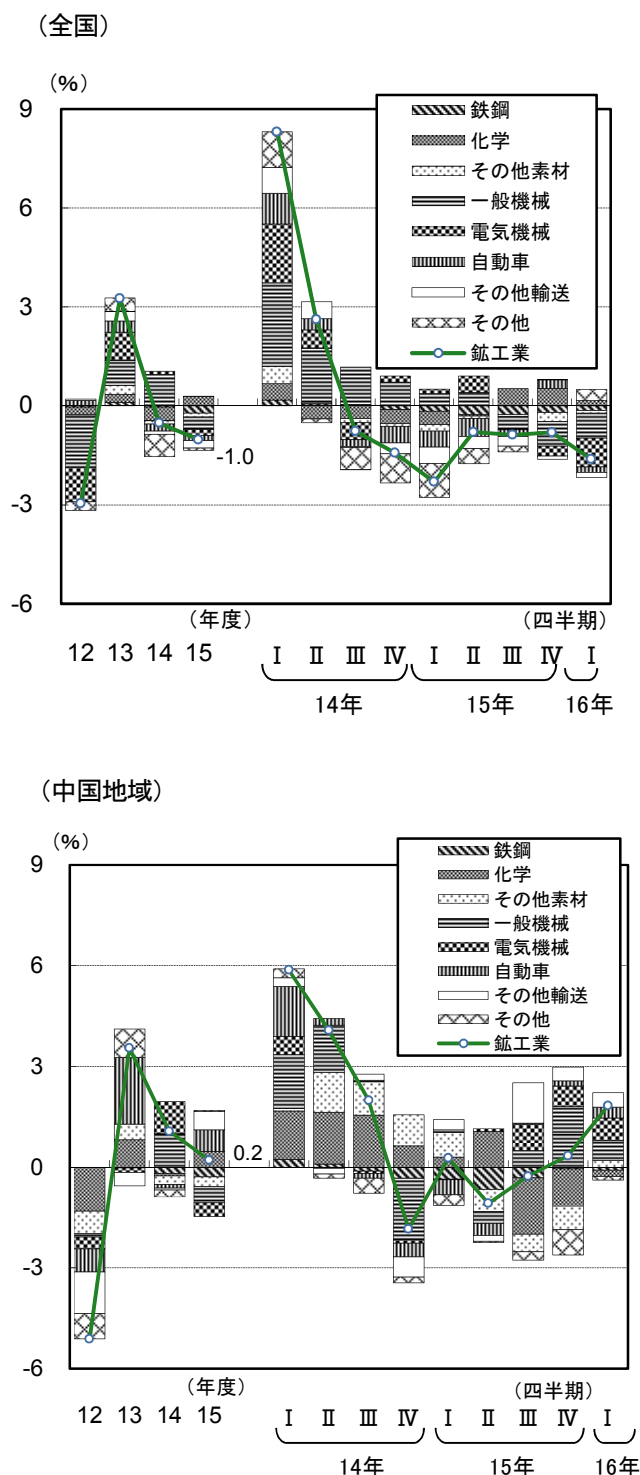 （全国）
（%）
9
6
3
0
-3
-6
鉄鋼
化学
その他素材
一般機械
電気機械
自動車
その他輸送
その他
鉱工業
-1.0
（年度）
（四半期）
12 13 14 15 Ⅰ Ⅱ Ⅲ Ⅳ Ⅰ Ⅱ Ⅲ Ⅳ Ⅰ
14年 15年 16年
（中国地域）
（%）
9
6
3
0
-3
-6
鉄鋼
化学
その他素材
一般機械
電気機械
自動車
その他輸送
その他
鉱工業
0.2
（年度）
（四半期）
12 13 14 15 Ⅰ Ⅱ Ⅲ Ⅳ Ⅰ Ⅱ Ⅲ Ⅳ Ⅰ
14年 15年 16年